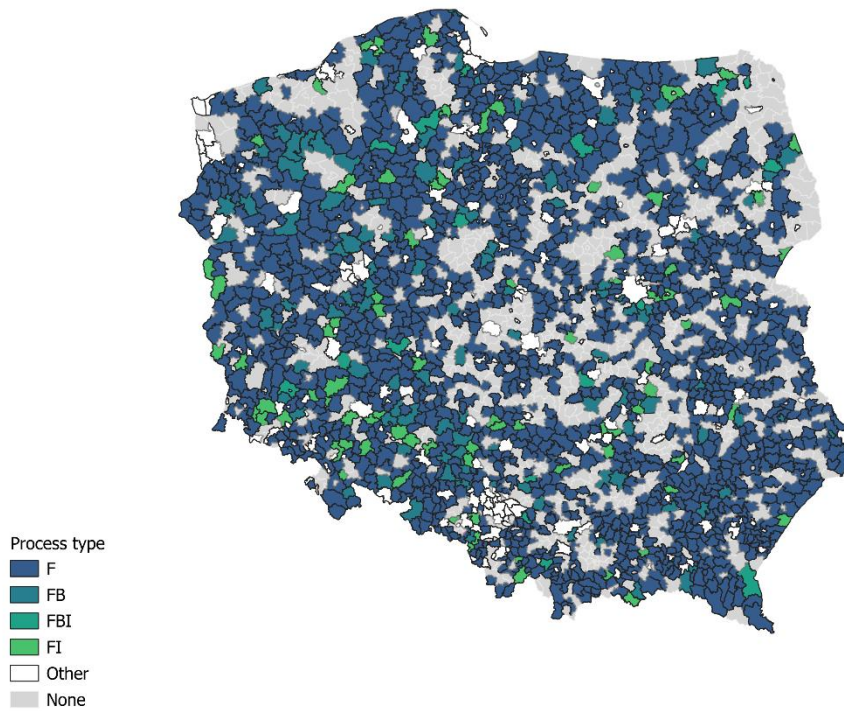 Process type
F
FB
FBI
FI
Other
None